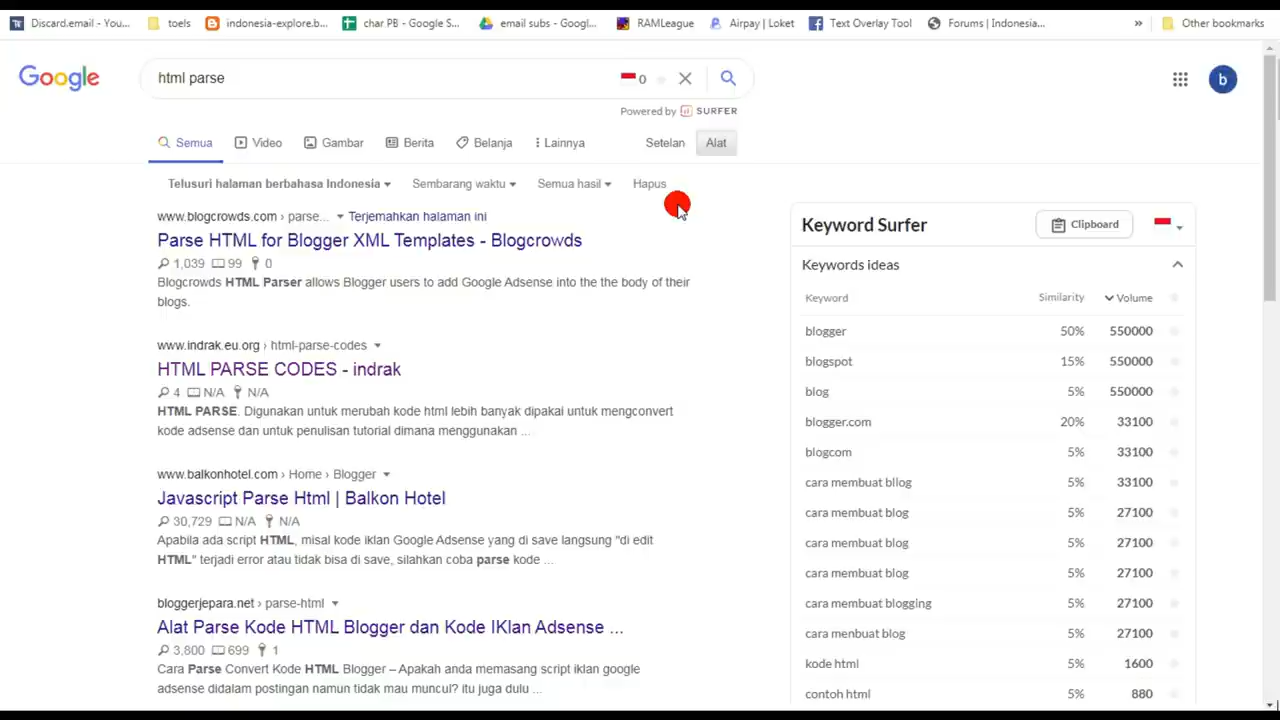 Discard.email - You... toels indonesia-explore.b... char PB - Google S... email subs - Googl... RAMLeague Airpay | Loket Text Overlay Tool Forums | Indonesia... » Other bookmarks
Google html parse 0 b
Powered by SURFER
Semua Video Gambar Berita Belanja Lainnya Setelan Alat
Telusuri halaman berbahasa Indonesia Sembarang waktu Semua hasil Hapus
www.blogcrowds.com › parse... Terjemahkan halaman ini
Parse HTML for Blogger XML Templates - Blogcrowds
1,039 99 0
Blogcrowds HTML Parser allows Blogger users to add Google Adsense into the the body of their
blogs.
www.indrak.eu.org › html-parse-codes
HTML PARSE CODES - indrak
4 N/A N/A
HTML PARSE. Digunakan untuk merubah kode html lebih banyak dipakai untuk mengconvert
kode adsense dan untuk penulisan tutorial dimana menggunakan ...
www.balkonhotel.com › Home › Blogger
Javascript Parse Html | Balkon Hotel
30,729 N/A N/A
Apabila ada script HTML, misal kode iklan Google Adsense yang di save langsung "di edit
HTML" terjadi error atau tidak bisa di save, silahkan coba parse kode ...
bloggerjepara.net › parse-html
Alat Parse Kode HTML Blogger dan Kode IKlan Adsense ...
3,800 699 1
Cara Parse Convert Kode HTML Blogger – Apakah anda memasang script iklan google
adsense didalam postingan namun tidak mau muncul? itu juga dulu ...
Keyword Surfer Clipboard
Keywords ideas
Keyword Similarity Volume
blogger 50% 550000
blogspot 15% 550000
blog 5% 550000
blogger.com 20% 33100
blogcom 5% 33100
cara membuat bllog 5% 33100
cara membuat blog 5% 27100
cara membuat blog 5% 27100
cara membuat blog 5% 27100
cara membuat blogging 5% 27100
cara menbuat blog 5% 27100
kode html 5% 1600
contoh html 5% 880